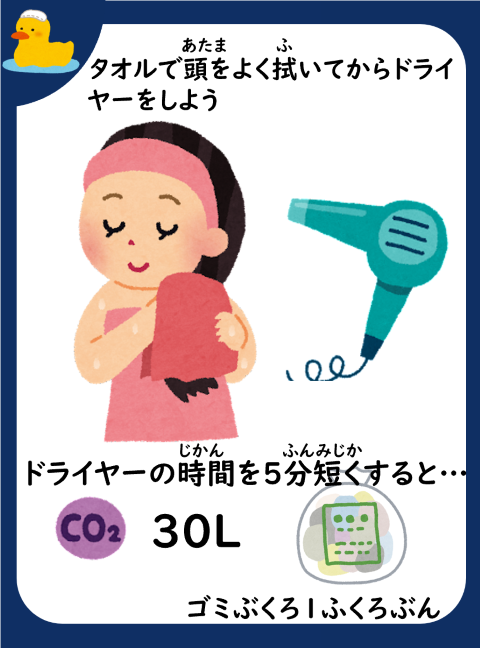 あたま ふ
タオルで頭をよく拭いてからドライ
ヤーをしよう
じかん ふんみじか
ドライヤーの時間を5分短くすると…
CO2 30L
ゴミぶくろ1ふくろぶん